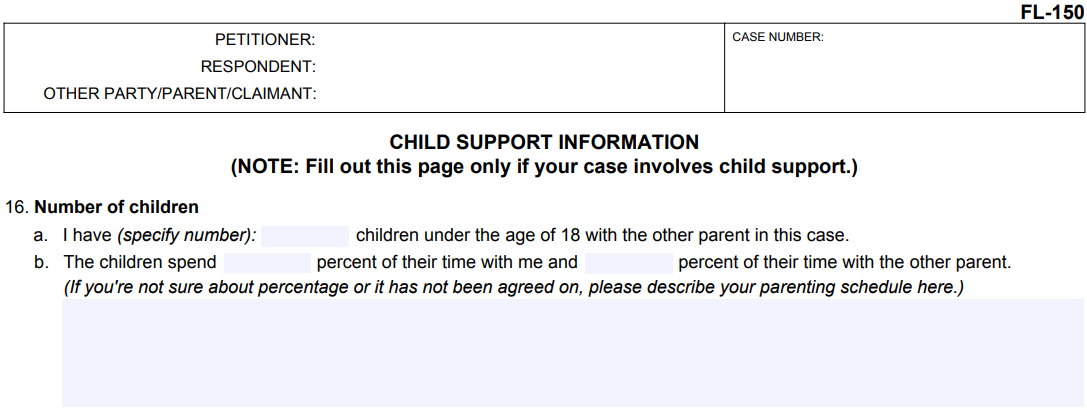 FL-150
PETITIONER:
RESPONDENT:
OTHER PARTY/PARENT/CLAIMANT:
CASE NUMBER:
CHILD SUPPORT INFORMATION
(NOTE: Fill out this page only if your case involves child support.)
16. Number of children
a. I have (specify number): children under the age of 18 with the other parent in this case.
b. The children spend percent of their time with me and percent of their time with the other parent.
(If you're not sure about percentage or it has not been agreed on, please describe your parenting schedule here.)